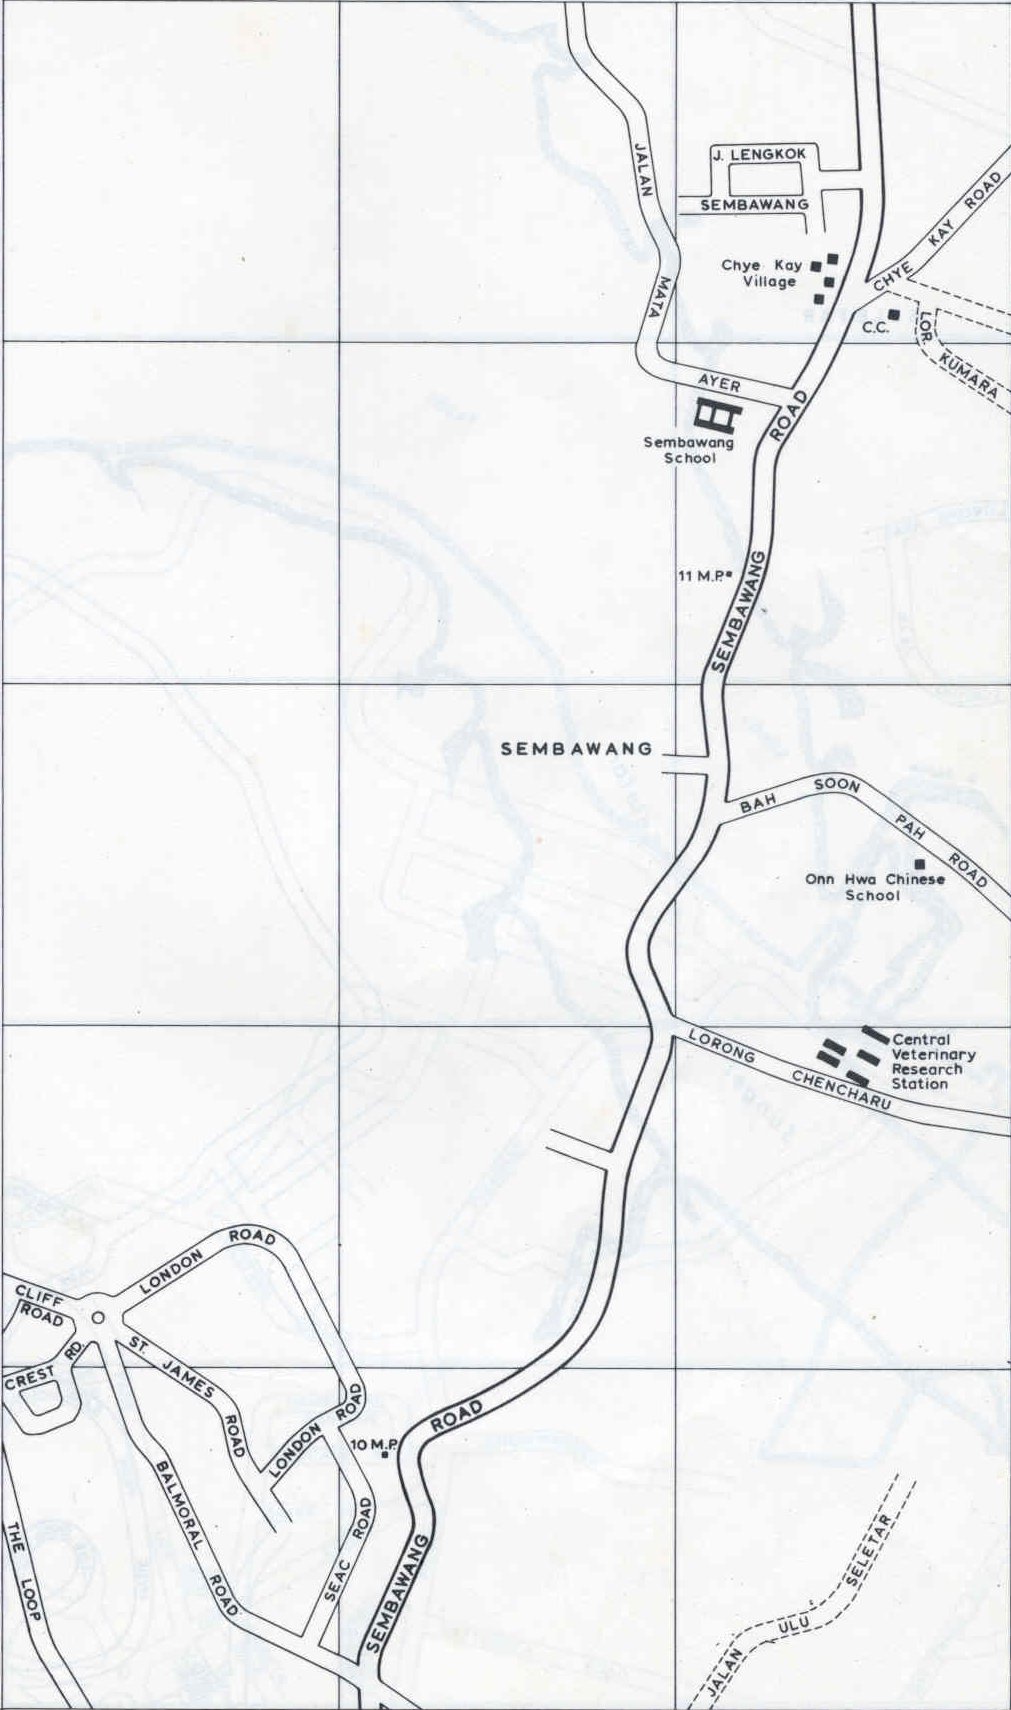 JALAN
MATA
AYER
J. LENGKOK
SEMBAWANG
CHYE KAY ROAD
Chye Kay
Village
C.C.
LOR. KUMARA
ROAD
Sembawang
School
11 M.P.
SEMBAWANG
SEMBAWANG
BAH SOON PAH ROAD
Onn Hwa Chinese
School
LORONG CHENCHARU
Central
Veterinary
Research
Station
LONDON ROAD
CLIFF
ROAD
CREST RD.
ST. JAMES ROAD
LONDON ROAD
10 M.P.
ROAD
BALMORAL ROAD
SEAC ROAD
SEMBAWANG
THE LOOP
JALAN ULU SELETAR